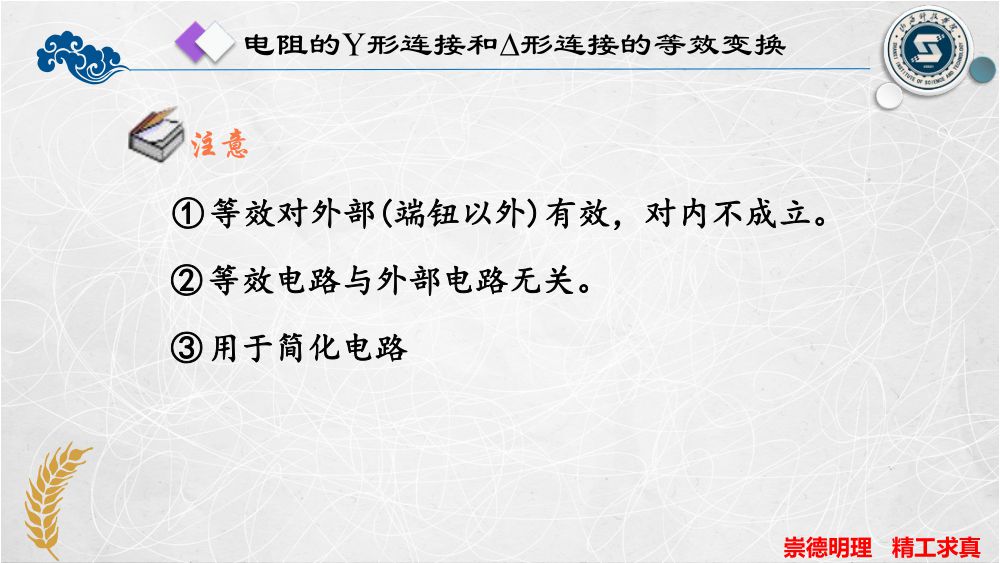 电阻的Y形连接和Δ形连接的等效变换
注意
①等效对外部(端钮以外)有效，对内不成立。
②等效电路与外部电路无关。
③用于简化电路
崇德明理 精工求真